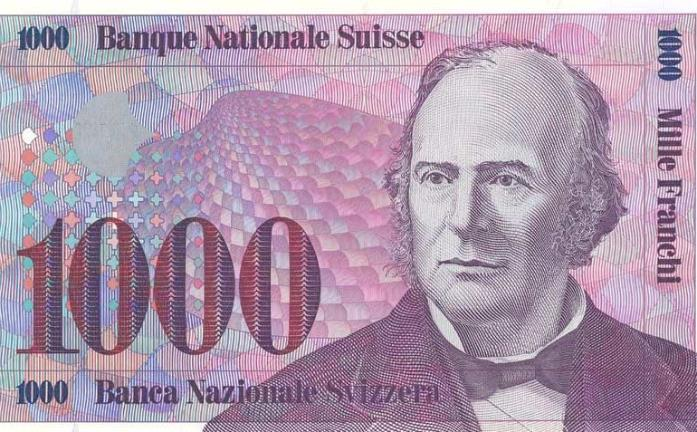 1000 Banque Nationale Suisse
1000 Mille Franchi
1000
1000 Banca Nazionale Svizzera